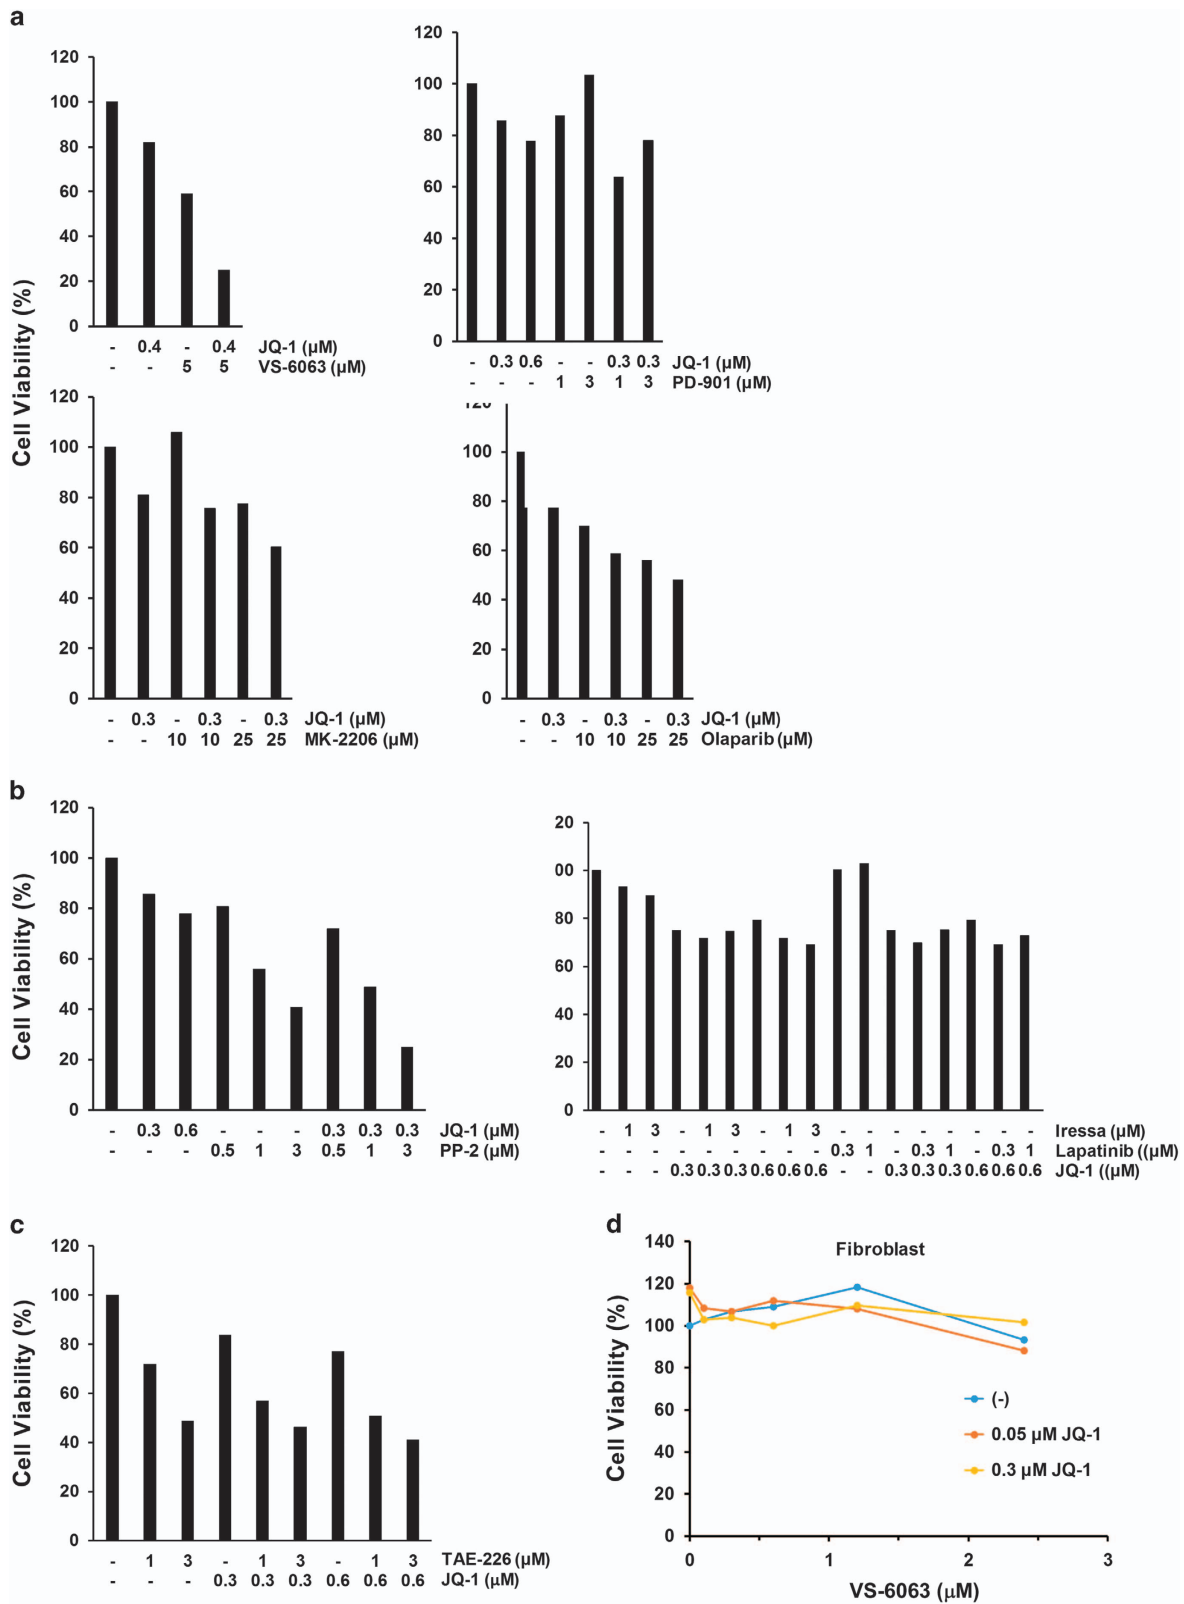 a
120
100
80
60
40
20
0
- 0.4 - 0.4 JQ-1 (µM)
- - 5 5 VS-6063 (µM)
120
100
80
60
40
20
0
- 0.3 0.6 - - 0.3 0.3 JQ-1 (µM)
- - - 1 3 1 3 PD-901 (µM)
Cell Viability (%)
120
100
80
60
40
20
0
- 0.3 - 0.3 - 0.3 JQ-1 (µM)
- - 10 10 25 25 MK-2206 (µM)
120
100
80
60
40
20
0
- 0.3 - 0.3 - 0.3 JQ-1 (µM)
- - 10 10 25 25 Olaparib (µM)
b
Cell Viability (%)
120
100
80
60
40
20
0
- 0.3 0.6 - - - 0.3 0.3 0.3 JQ-1 (µM)
- - - 0.5 1 3 0.5 1 3 PP-2 (µM)
20
00
80
60
40
20
0
- 1 3 - 1 3 - 1 3 - - - - - - - - Iressa (µM)
- - - - - - - - - 0.3 1 - 0.3 1 - 0.3 1 Lapatinib ((µM)
- - - 0.3 0.3 0.3 0.6 0.6 0.6 - - 0.3 0.3 0.3 0.6 0.6 0.6 JQ-1 ((µM)
c
Cell Viability (%)
120
100
80
60
40
20
0
- 1 3 - 1 3 - 1 3 TAE-226 (µM)
- - - 0.3 0.3 0.3 0.6 0.6 0.6 JQ-1 (µM)
d
Fibroblast
Cell Viability (%)
140
120
100
80
60
40
20
0
(-)
0.05 µM JQ-1
0.3 µM JQ-1
0 1 2 3
VS-6063 (µM)